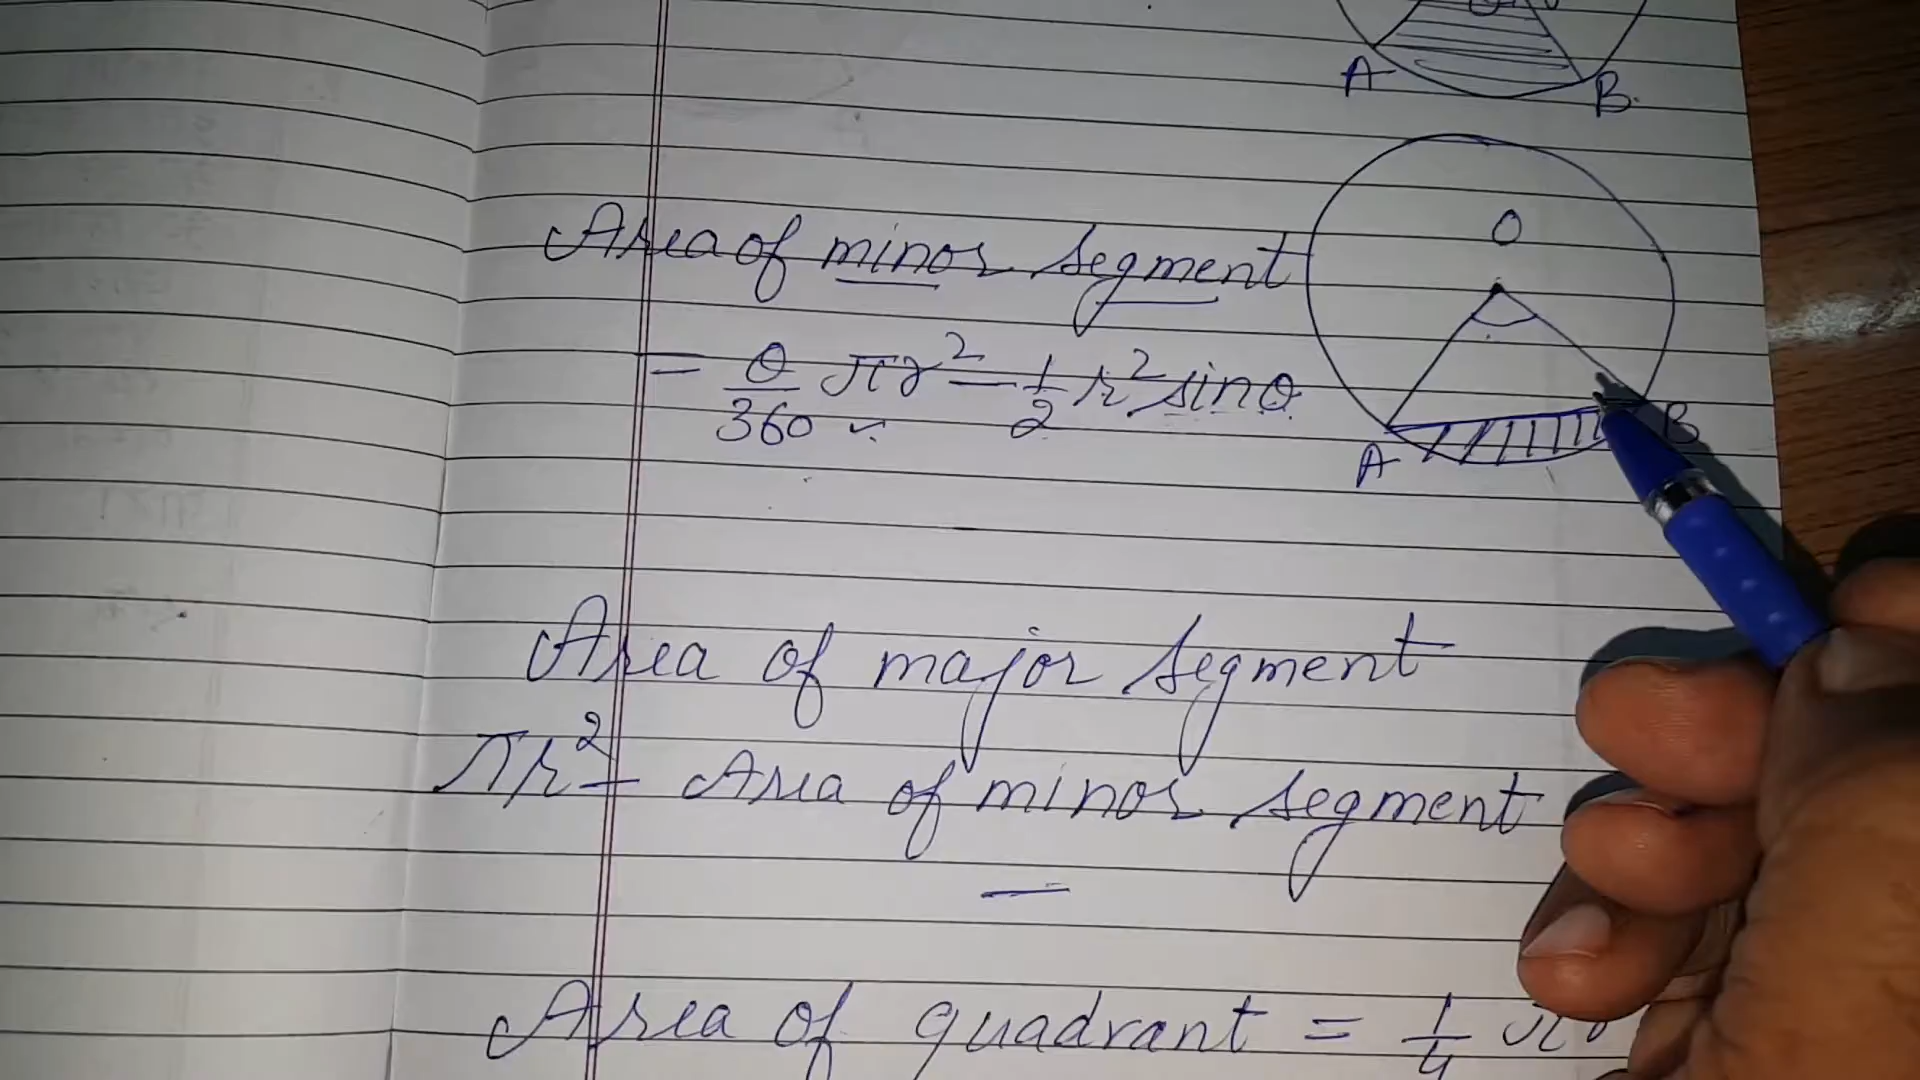 A B
Area of minor segment
O
- θ/360 πr² - 1/2 r² sinθ
A B
Area of major segment
πr² - Area of minor segment
Area of quadrant = 1/4 πr